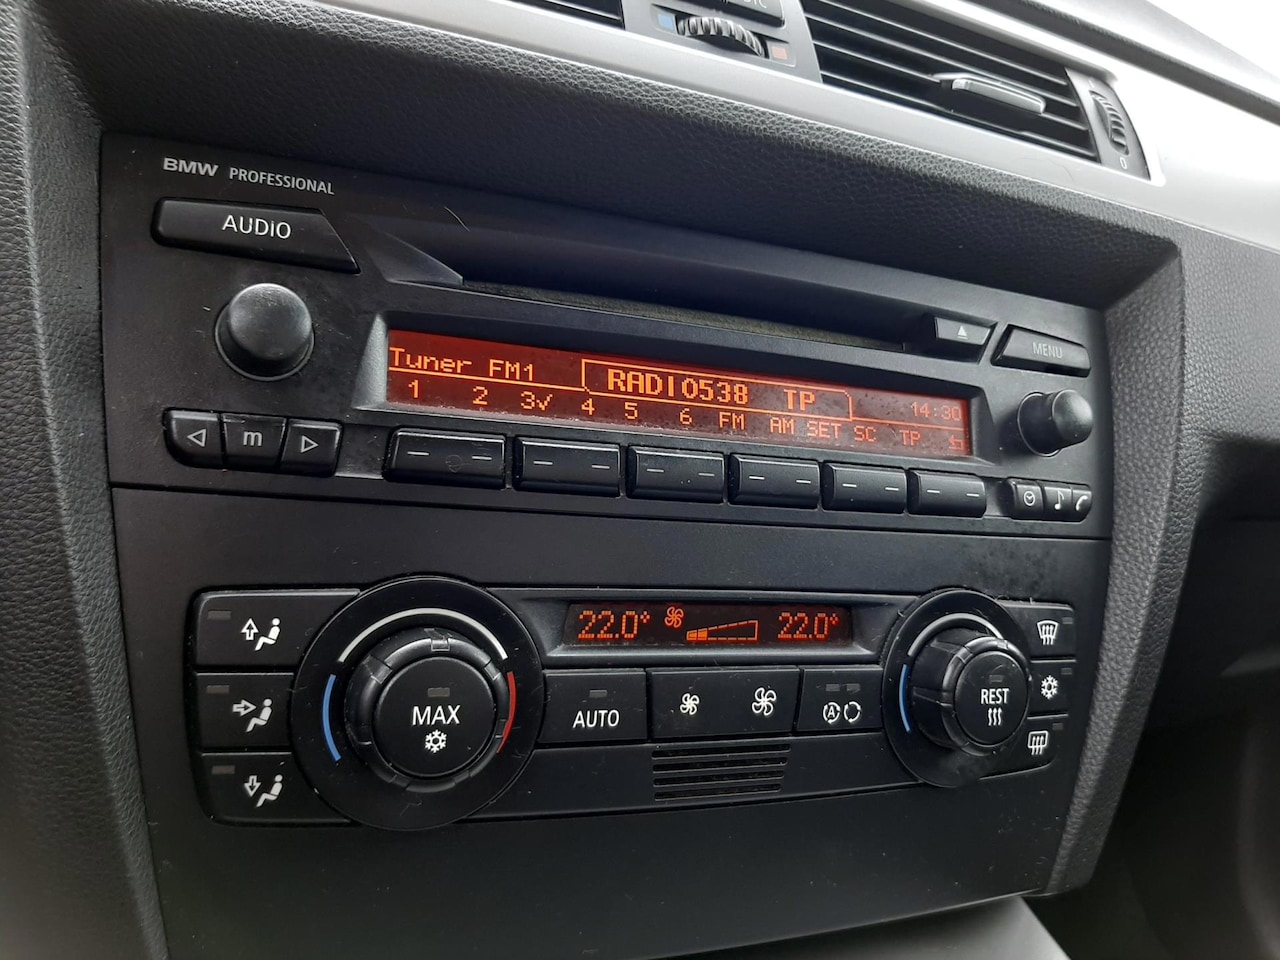 BMW PROFESSIONAL
AUDIO
MENU
Tuner FM1 RADIO538 TP 14:30
1 2 3✓ 4 5 6 FM AM SET SC TP
m
22.0° 22.0°
MAX
AUTO
A
REST
0